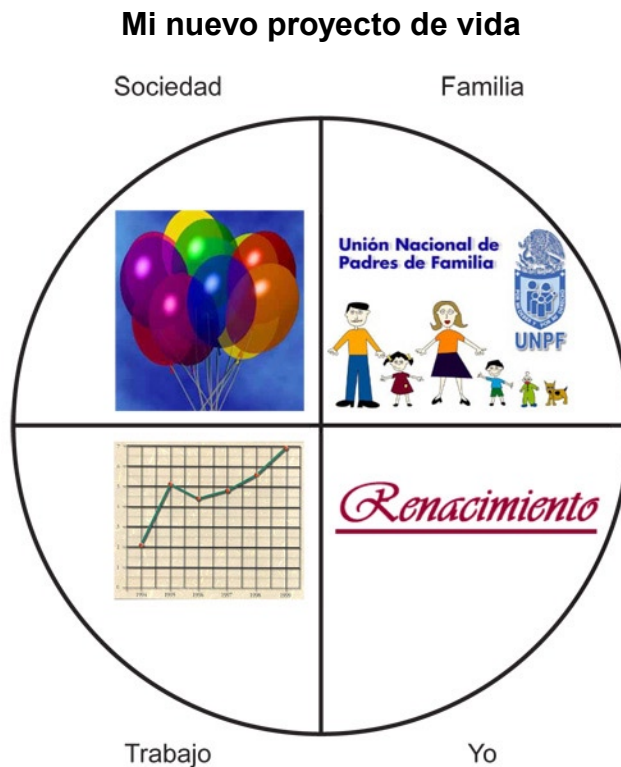 Mi nuevo proyecto de vida
Sociedad
Familia
Unión Nacional de
Padres de Familia
UNPF
Renacimiento
Trabajo
Yo